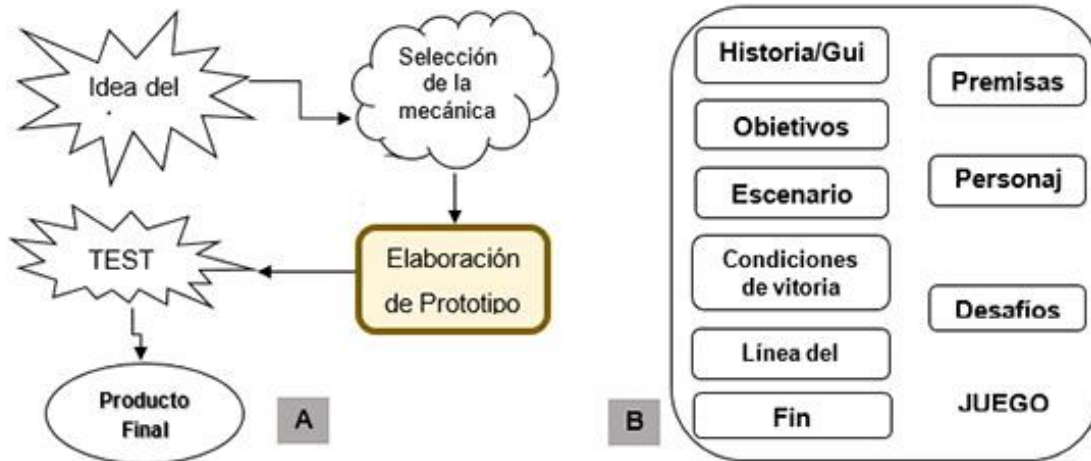 Idea del
Selección
de la
mecánica
Elaboración
de Prototipo
TEST
Producto
Final
A
Historia/Gui
Objetivos
Escenario
Condiciones
de vitoria
Línea del
Fin
Premisas
Personaj
Desafíos
JUEGO
B